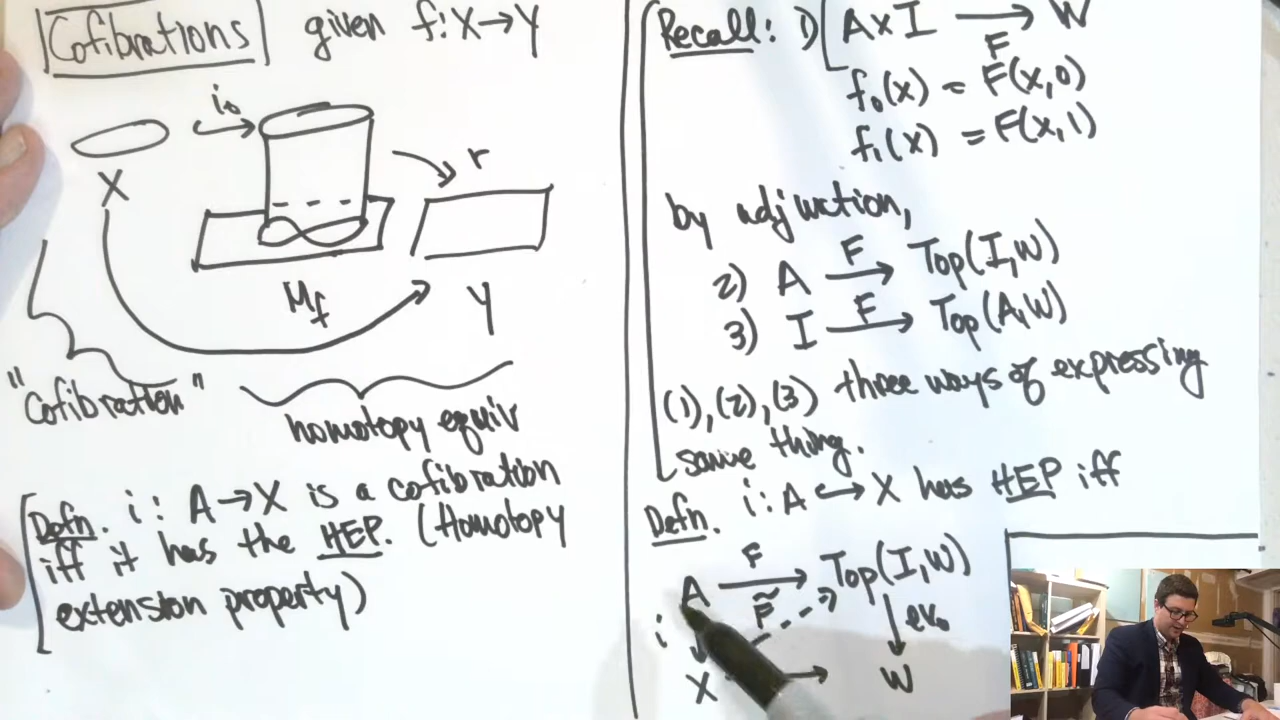 Cofibrations given f: X → Y
i₀
X
r
M_f
Y
"Cofibration"
homotopy equiv
Defn. i: A → X is a cofibration
iff it has the HEP. (Homotopy
extension property)
Recall: 1) A × I → W
F
f₀(x) = F(x,0)
f₁(x) = F(x,1)
by adjunction,
2) A → Top(I,W)
F
3) I → Top(A,W)
F
(1), (2), (3) three ways of expressing
same thing.
Defn. i: A ↪ X has HEP iff
F
A → Top(I,W)
F̃
i
ev₀
X → W